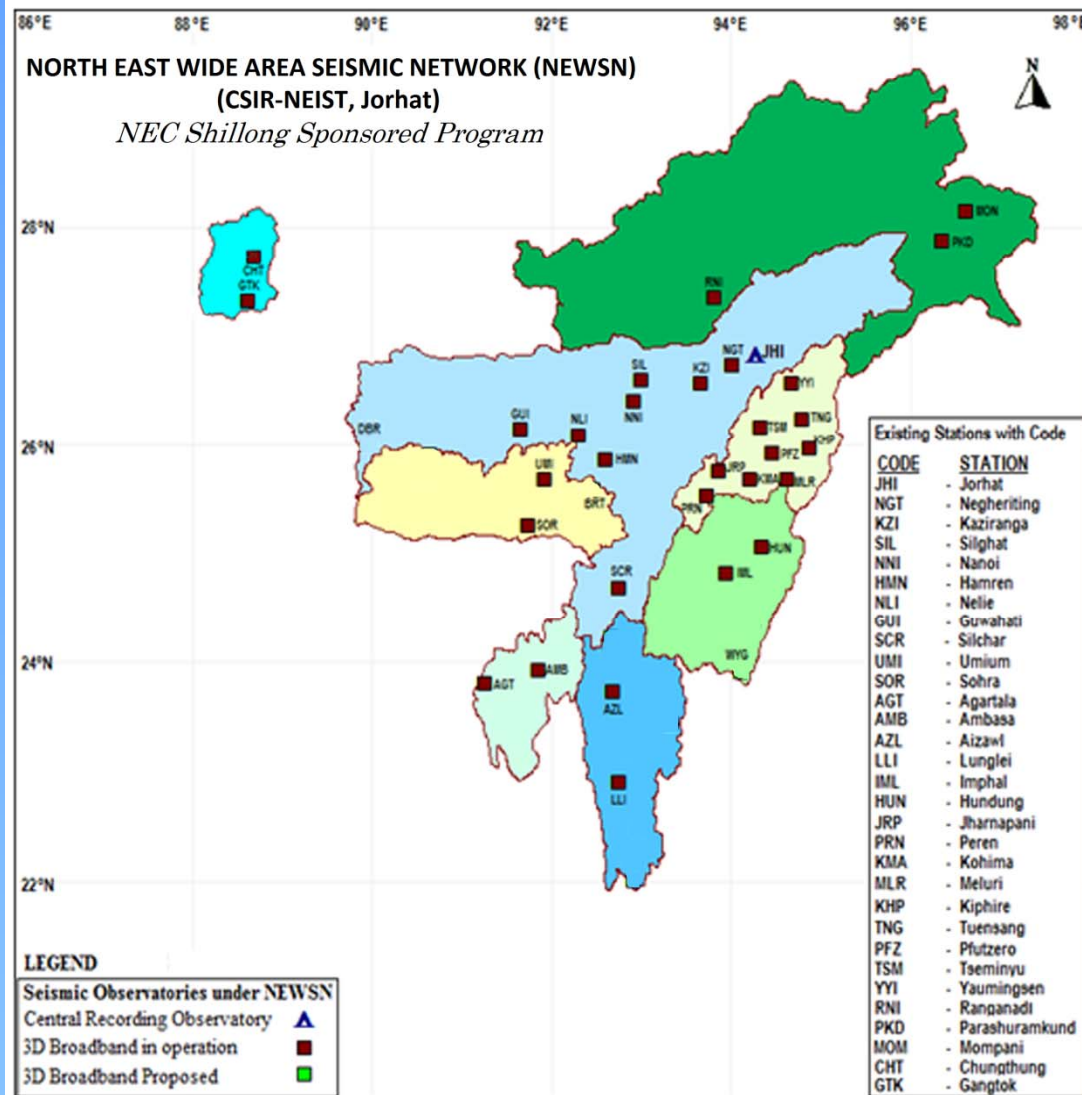 86°E 88°E 90°E 92°E 94°E 96°E 98°E
NORTH EAST WIDE AREA SEISMIC NETWORK (NEWSN)
(CSIR-NEIST, Jorhat)
NEC Shillong Sponsored Program
N
28°N
26°N
24°N
22°N
MON
PKD
CHT
GTK
RNI
JHI
NGT
SIL
KZI
YYI
NNI
TNG
GUI
NLI
TSM
DBR
KHP
PFZ
HMN
UMI
JRP
KMA
MLR
BRT
PRN
SOR
HUN
SCR
IML
WYG
AMB
AGT
AZL
LLI
Existing Stations with Code
CODE STATION
JHI - Jorhat
NGT - Negheriting
KZI - Kaziranga
SIL - Silghat
NNI - Nanoi
HMN - Hamren
NLI - Nelie
GUI - Guwahati
SCR - Silchar
UMI - Umium
SOR - Sohra
AGT - Agartala
AMB - Ambasa
AZL - Aizawl
LLI - Lunglei
IML - Imphal
HUN - Hundung
JRP - Jharnapani
PRN - Peren
KMA - Kohima
MLR - Meluri
KHP - Kiphire
TNG - Tuensang
PFZ - Pfutzero
TSM - Tseminyu
YYI - Yaumingsen
RNI - Ranganadi
PKD - Parashuramkund
MOM - Mompani
CHT - Chungthung
GTK - Gangtok
LEGEND
Seismic Observatories under NEWSN
Central Recording Observatory
3D Broadband in operation
3D Broadband Proposed